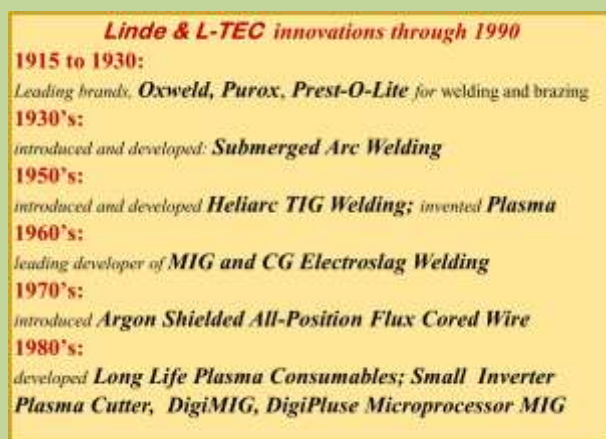 Linde & L-TEC innovations through 1990
1915 to 1930:
Leading brands, Oxweld, Purox, Prest-O-Lite for welding and brazing
1930's:
introduced and developed: Submerged Arc Welding
1950's:
introduced and developed Heliarc TIG Welding; invented Plasma
1960's:
leading developer of MIG and CG Electroslag Welding
1970's:
introduced Argon Shielded All-Position Flux Cored Wire
1980's:
developed Long Life Plasma Consumables; Small Inverter
Plasma Cutter, DigiMIG, DigiPluse Microprocessor MIG